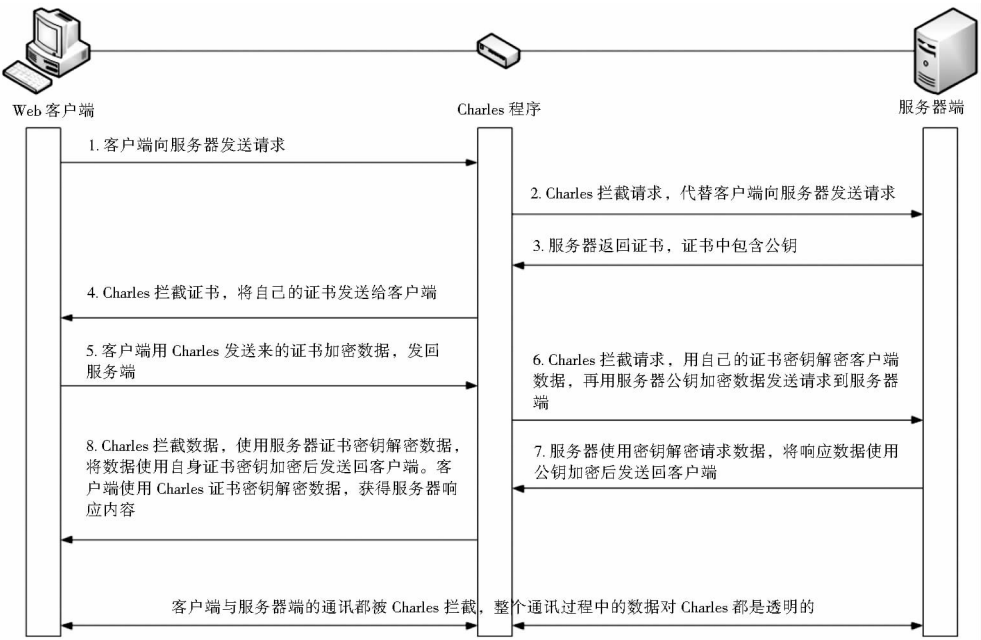 Web 客户端
Charles 程序
服务器端
1. 客户端向服务器发送请求
2. Charles 拦截请求，代替客户端向服务器发送请求
3. 服务器返回证书，证书中包含公钥
4. Charles 拦截证书，将自己的证书发送给客户端
5. 客户端用 Charles 发送来的证书加密数据，发回
服务端
6. Charles 拦截请求，用自己的证书密钥解密客户端
数据，再用服务器公钥加密数据发送请求到服务器
端
7. 服务器使用密钥解密请求数据，将响应数据使用
公钥加密后发送回客户端
8. Charles 拦截数据，使用服务器证书密钥解密数据，
将数据使用自身证书密钥加密后发送回客户端。客
户端使用 Charles 证书密钥解密数据，获得服务器响
应内容
客户端与服务器端的通讯都被 Charles 拦截，整个通讯过程中的数据对 Charles 都是透明的